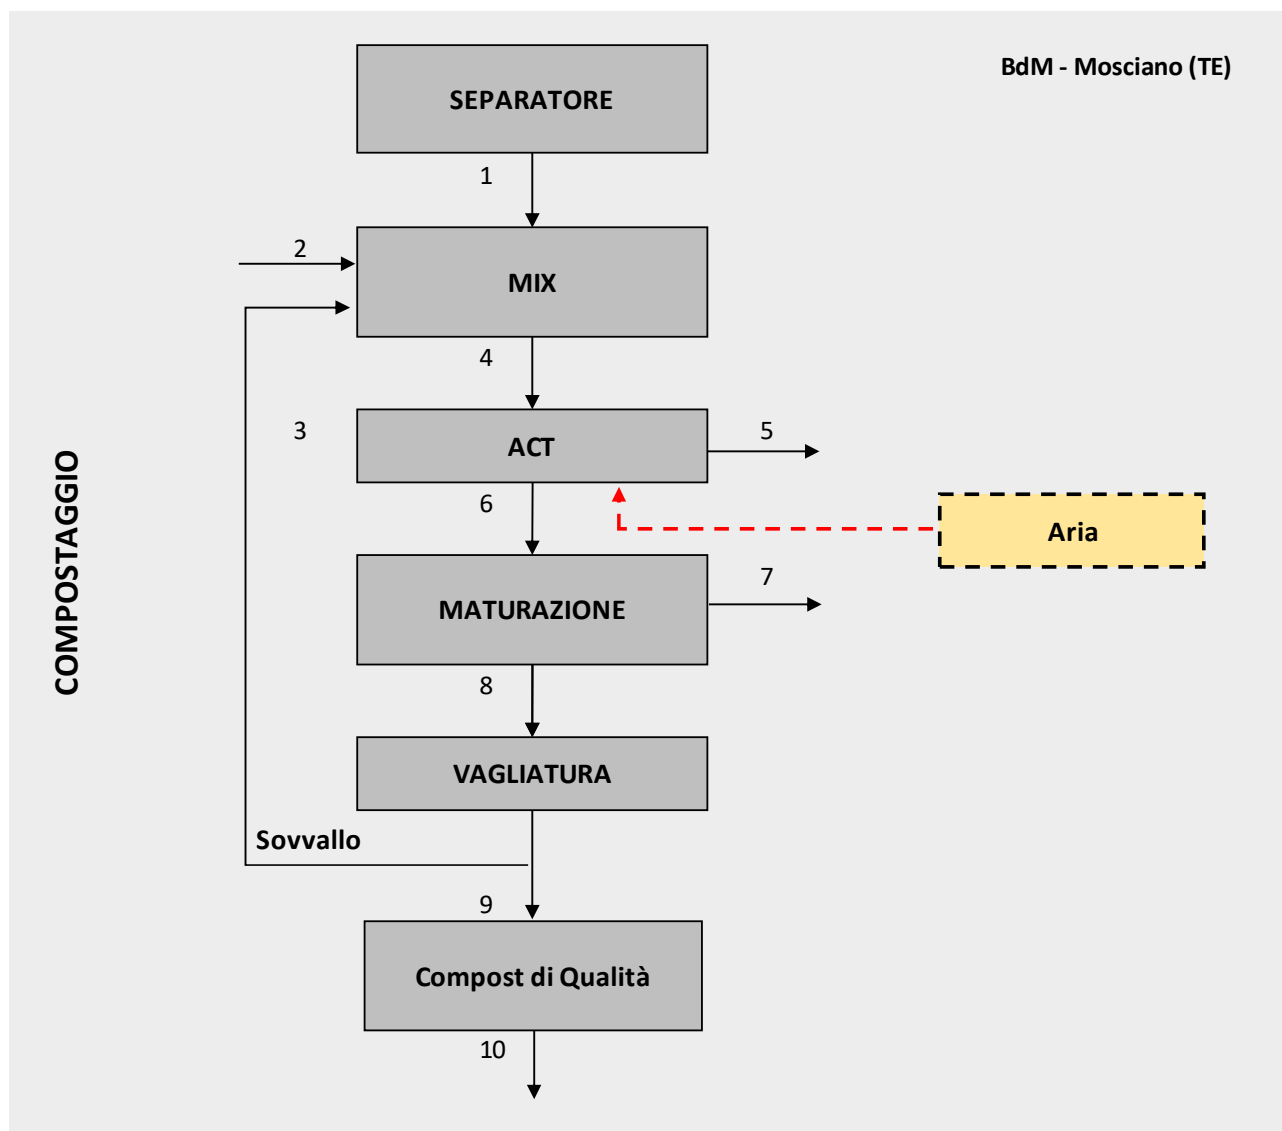 BdM - Mosciano (TE)
SEPARATORE
1
2
MIX
4
3
ACT
5
6
Aria
MATURAZIONE
7
8
VAGLIATURA
Sovvallo
9
Compost di Qualità
10
COMPOSTAGGIO